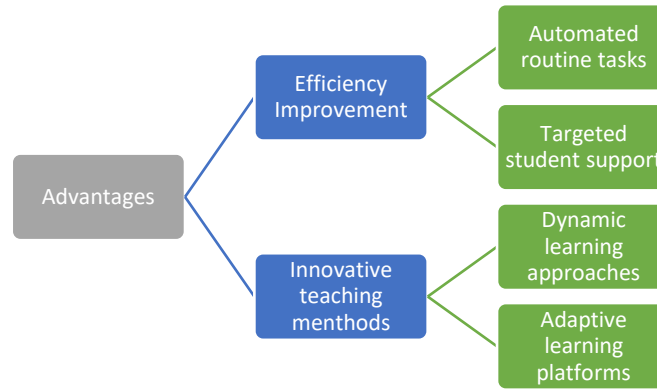 Advantages
Efficiency
Improvement
Automated
routine tasks
Targeted
student support
Innovative
teaching
menthods
Dynamic
learning
approaches
Adaptive
learning
platforms